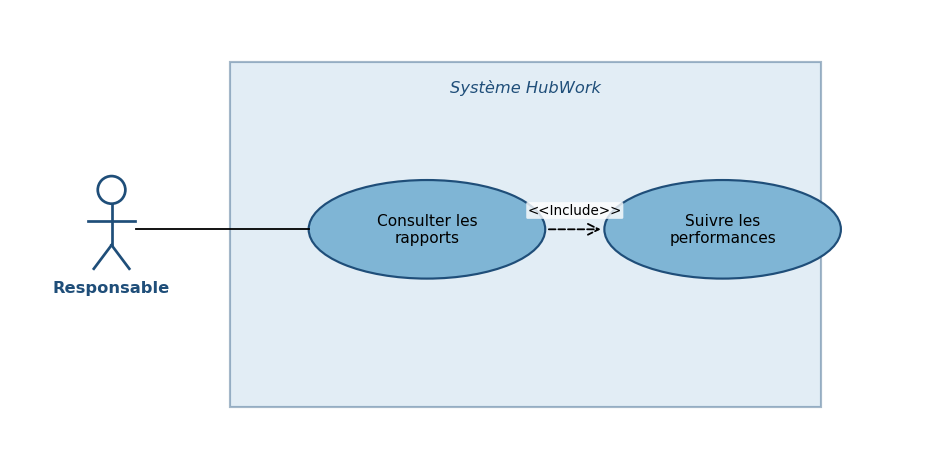 Système HubWork
<<Include>>
Consulter les
rapports
Suivre les
performances
Responsable